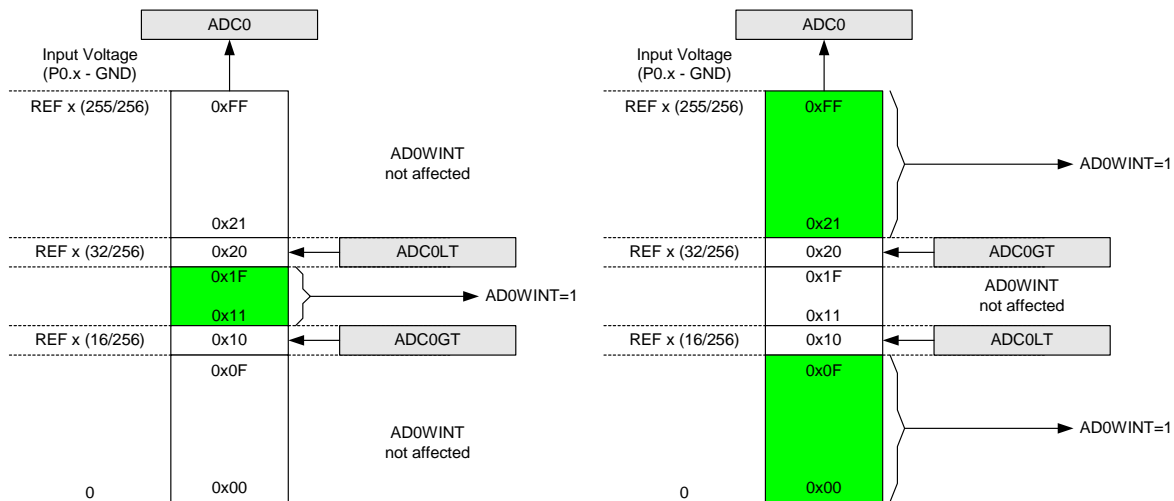 ADC0
Input Voltage
(P0.x - GND)
REF x (255/256)
0xFF
AD0WINT
not affected
0x21
REF x (32/256)
0x20
ADC0LT
0x1F
AD0WINT=1
0x11
REF x (16/256)
0x10
ADC0GT
0x0F
AD0WINT
not affected
0
0x00
ADC0
Input Voltage
(P0.x - GND)
REF x (255/256)
0xFF
AD0WINT=1
0x21
REF x (32/256)
0x20
ADC0GT
0x1F
AD0WINT
not affected
0x11
REF x (16/256)
0x10
ADC0LT
0x0F
AD0WINT=1
0
0x00